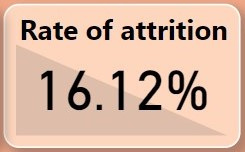 Rate of attrition
16.12%